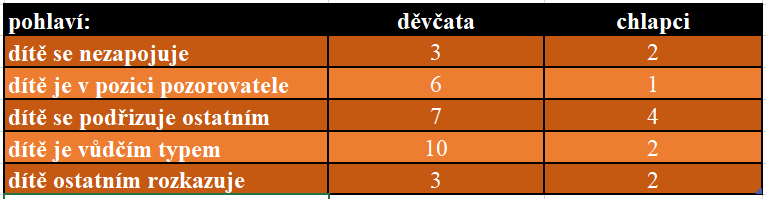 pohlaví: děvčata chlapci
dítě se nezapojuje 3 2
dítě je v pozici pozorovatele 6 1
dítě se podřizuje ostatním 7 4
dítě je vůdčím typem 10 2
dítě ostatním rozkazuje 3 2